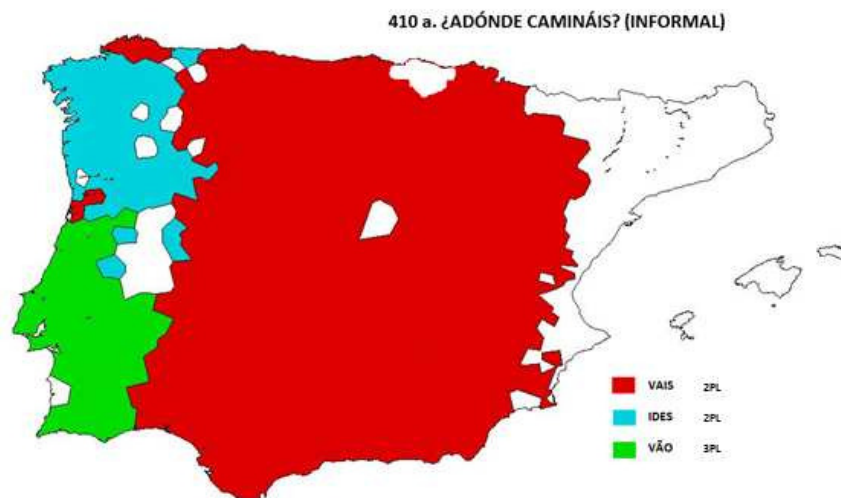 410 a. ¿ADÓNDE CAMINÁIS? (INFORMAL)
VAIS 2PL
IDES 2PL
VÃO 3PL